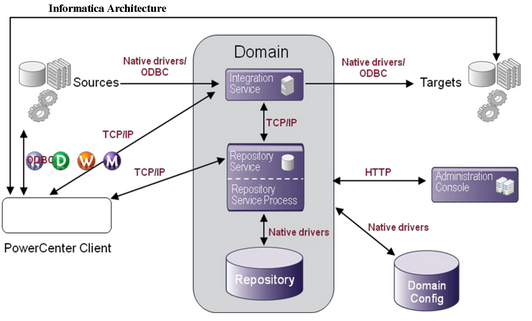 Informatica Architecture
Domain
Native drivers/
ODBC
Native drivers/
ODBC
Sources
Integration
Service
Targets
TCP/IP
TCP/IP
ODBC
R D W M
TCP/IP
Repository
Service
HTTP
Administration
Console
Repository
Service Process
PowerCenter Client
Native drivers
Native drivers
Repository
Domain
Config